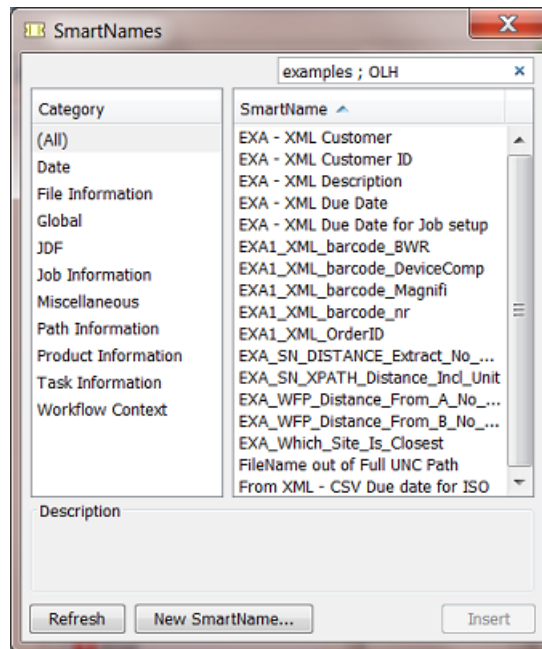 SmartNames
examples ; OLH
Category
(All)
Date
File Information
Global
JDF
Job Information
Miscellaneous
Path Information
Product Information
Task Information
Workflow Context
SmartName
EXA - XML Customer
EXA - XML Customer ID
EXA - XML Description
EXA - XML Due Date
EXA - XML Due Date for Job setup
EXA1_XML_barcode_BWR
EXA1_XML_barcode_DeviceComp
EXA1_XML_barcode_Magnifi
EXA1_XML_barcode_nr
EXA1_XML_OrderID
EXA_SN_DISTANCE_Extract_No_...
EXA_SN_XPATH_Distance_Incl_Unit
EXA_WFP_Distance_From_A_No_...
EXA_WFP_Distance_From_B_No_...
EXA_Which_Site_Is_Closest
FileName out of Full UNC Path
From XML - CSV Due date for ISO
Description
Refresh
New SmartName...
Insert